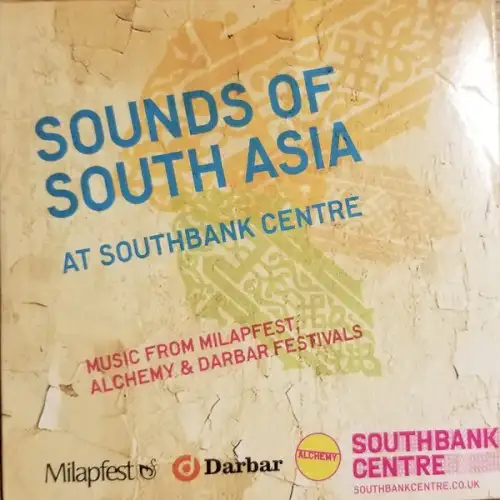 SOUNDS OF
SOUTH ASIA
AT SOUTHBANK CENTRE
MUSIC FROM MILAPFEST,
ALCHEMY & DARBAR FESTIVALS
Milapfest
Darbar
ALCHEMY
SOUTHBANK
CENTRE
SOUTHBANKCENTRE.CO.UK